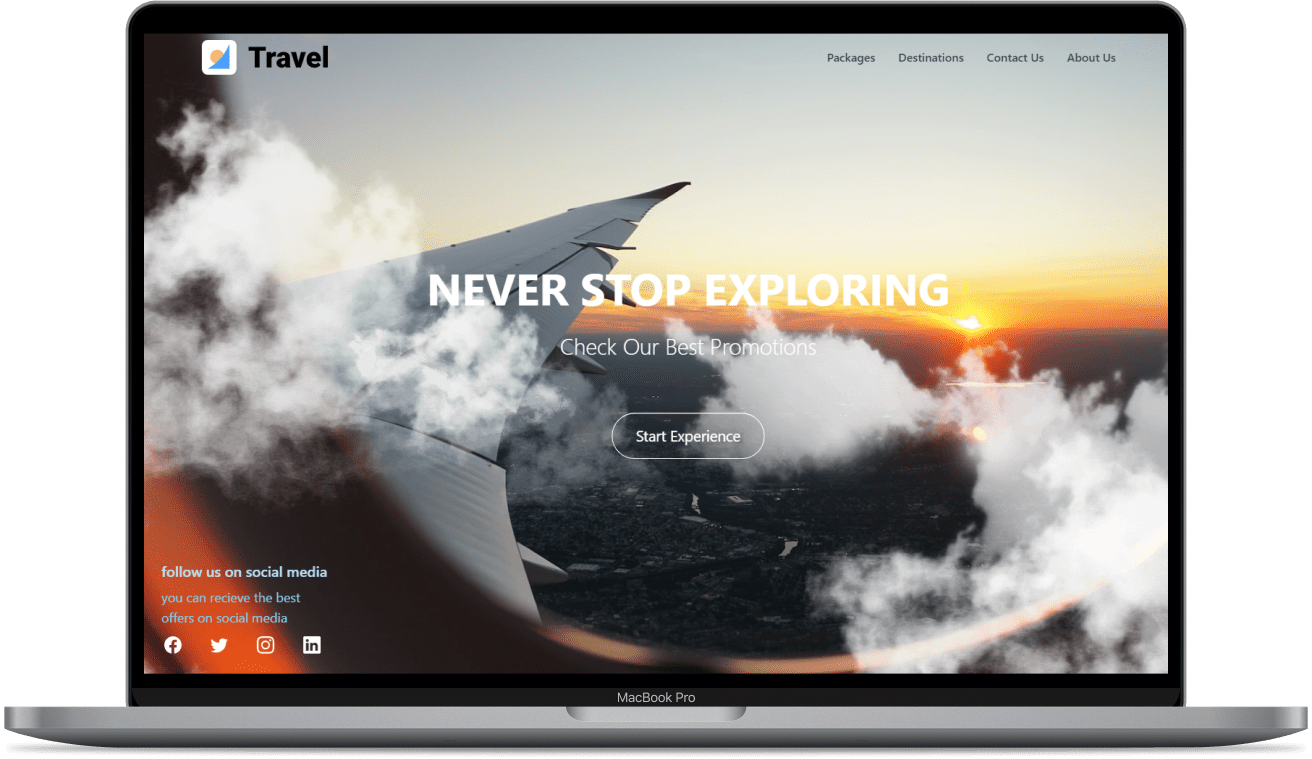 Travel
Packages
Destinations
Contact Us
About Us
NEVER STOP EXPLORING
Check Our Best Promotions
Start Experience
follow us on social media
you can recieve the best
offers on social media
MacBook Pro